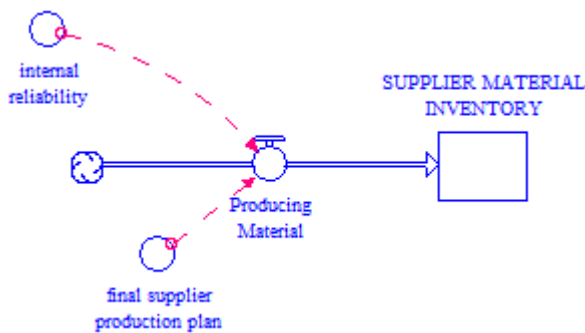 internal
reliability
SUPPLIER MATERIAL
INVENTORY
Producing
Material
final supplier
production plan